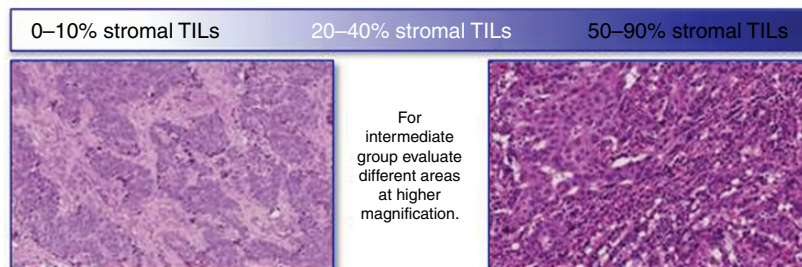 0–10% stromal TILs 20–40% stromal TILs 50–90% stromal TILs
For
intermediate
group evaluate
different areas
at higher
magnification.